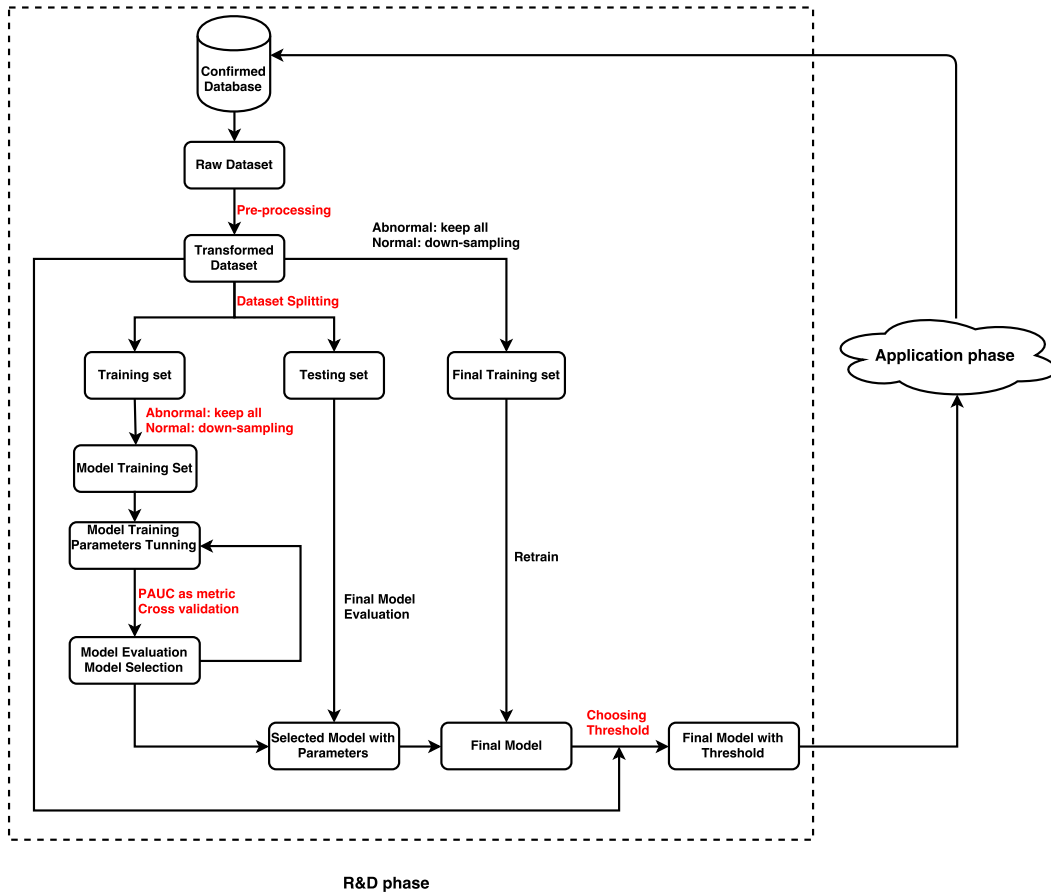 Confirmed
Database
Raw Dataset
Pre-processing
Abnormal: keep all
Normal: down-sampling
Transformed
Dataset
Dataset Splitting
Training set
Testing set
Final Training set
Application phase
Abnormal: keep all
Normal: down-sampling
Model Training Set
Model Training
Parameters Tunning
Retrain
PAUC as metric
Cross validation
Final Model
Evaluation
Model Evaluation
Model Selection
Choosing
Threshold
Selected Model with
Parameters
Final Model
Final Model with
Threshold
R&D phase